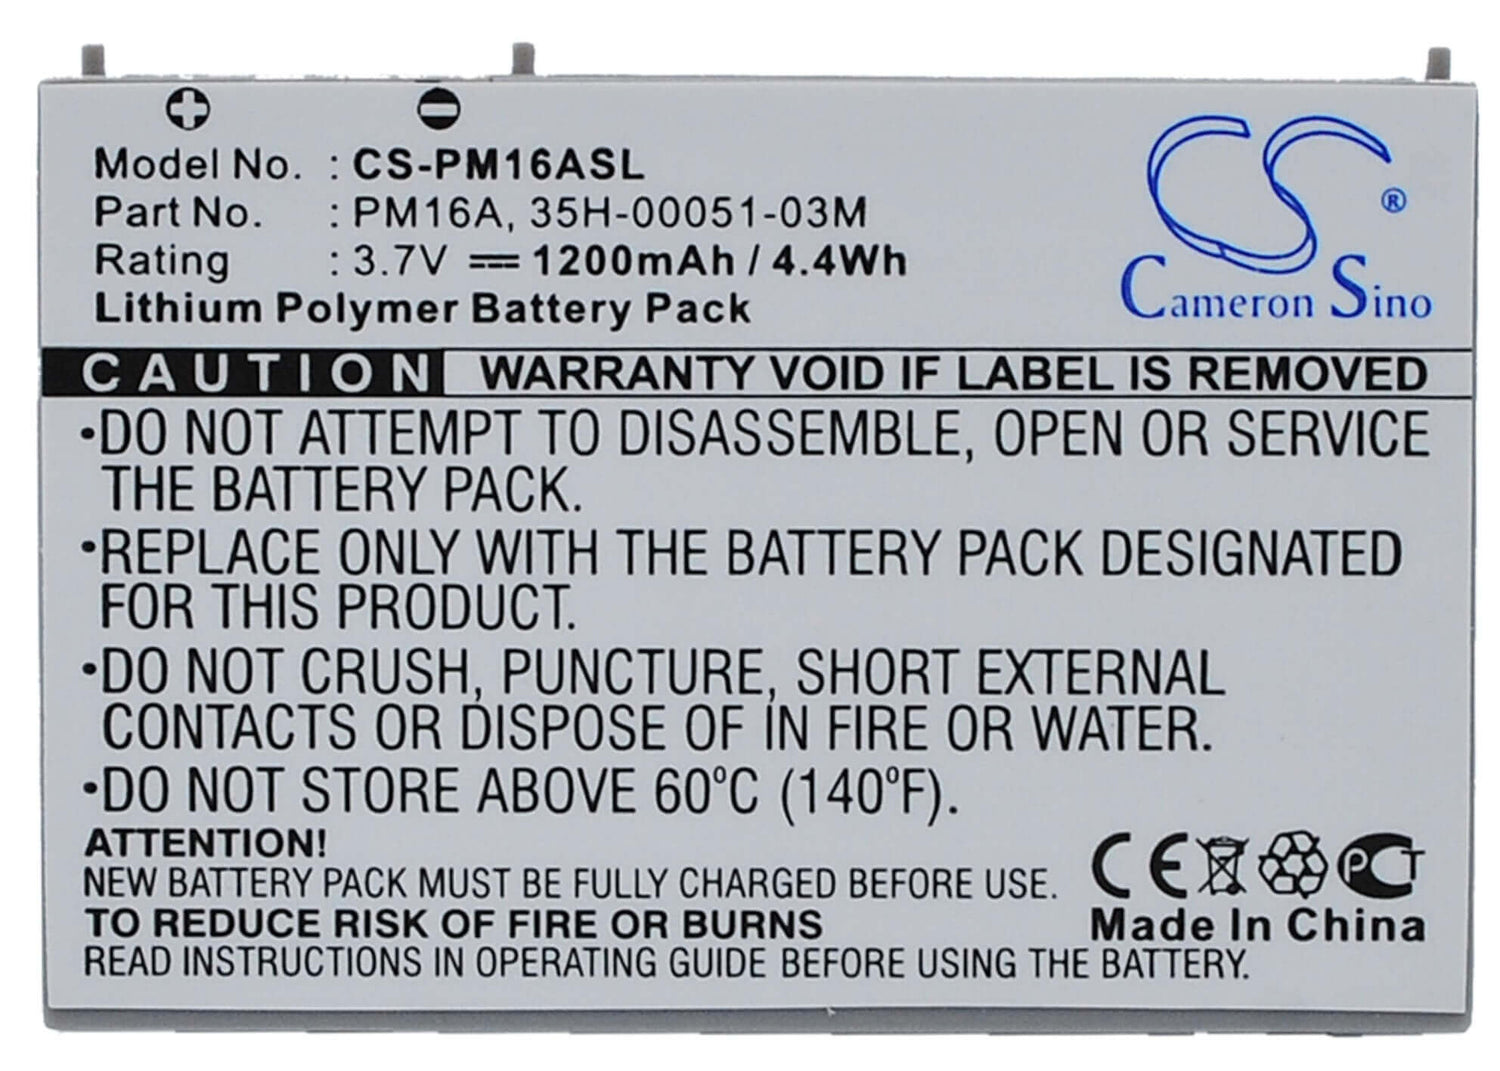 Model No. : CS-PM16ASL
Part No. : PM16A, 35H-00051-03M
Rating : 3.7V ⎓ 1200mAh / 4.4Wh
Lithium Polymer Battery Pack
CS®
Cameron Sino
CAUTION WARRANTY VOID IF LABEL IS REMOVED
•DO NOT ATTEMPT TO DISASSEMBLE, OPEN OR SERVICE
THE BATTERY PACK.
•REPLACE ONLY WITH THE BATTERY PACK DESIGNATED
FOR THIS PRODUCT.
•DO NOT CRUSH, PUNCTURE, SHORT EXTERNAL
CONTACTS OR DISPOSE OF IN FIRE OR WATER.
•DO NOT STORE ABOVE 60°C (140°F).
ATTENTION!
NEW BATTERY PACK MUST BE FULLY CHARGED BEFORE USE.
TO REDUCE RISK OF FIRE OR BURNS
READ INSTRUCTIONS IN OPERATING GUIDE BEFORE USING THE BATTERY.
CE PCT
Made In China